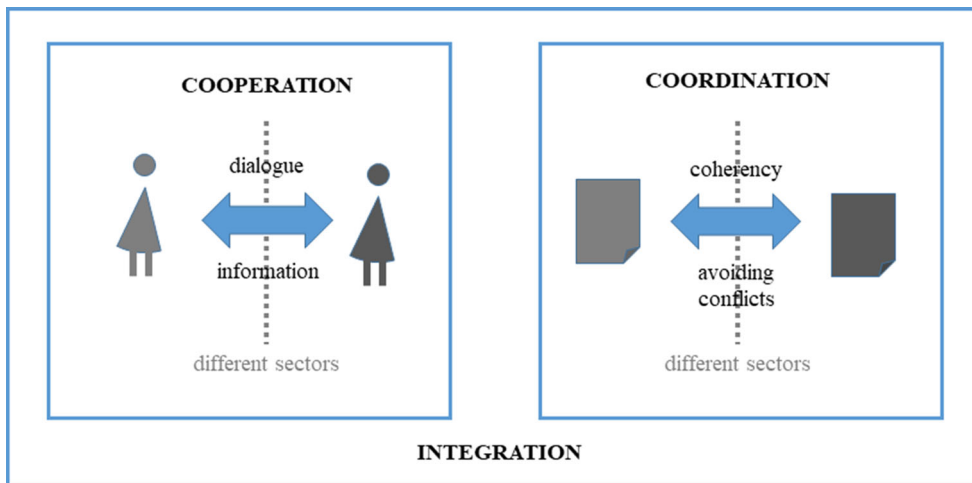 COOPERATION
dialogue
information
different sectors
COORDINATION
coherency
avoiding
conflicts
different sectors
INTEGRATION